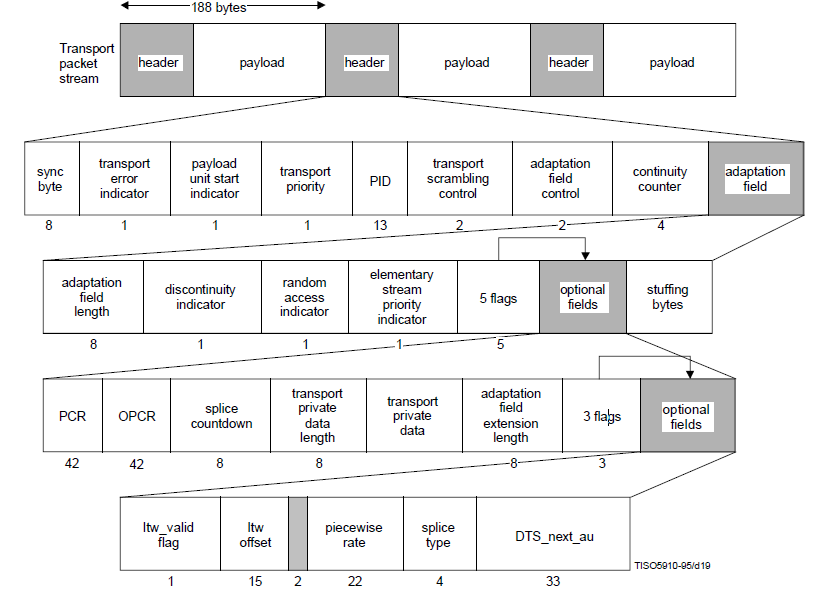 188 bytes
Transport
packet
stream
header
payload
header
payload
header
payload
sync
byte
transport
error
indicator
payload
unit start
indicator
transport
priority
PID
transport
scrambling
control
adaptation
field
control
continuity
counter
adaptation
field
8
1
1
1
13
2
2
4
adaptation
field
length
discontinuity
indicator
random
access
indicator
elementary
stream
priority
indicator
5 flags
optional
fields
stuffing
bytes
8
1
1
1
5
PCR
OPCR
splice
countdown
transport
private
data
length
transport
private
data
adaptation
field
extension
length
3 flags
optional
fields
42
42
8
8
8
3
ltw_valid
flag
ltw
offset
piecewise
rate
splice
type
DTS_next_au
1
15
2
22
4
33
TISO5910-95/d19